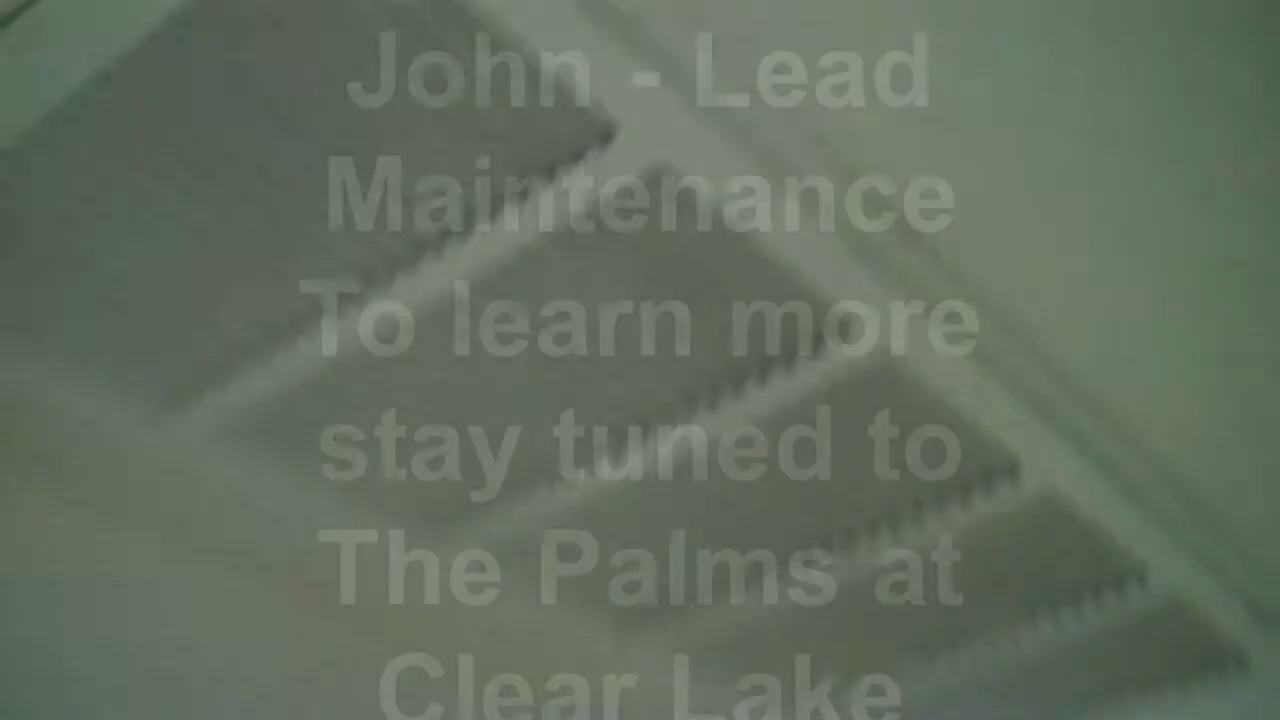 John - Lead
Maintenance
To learn more
stay tuned to
The Palms at
Clear Lake